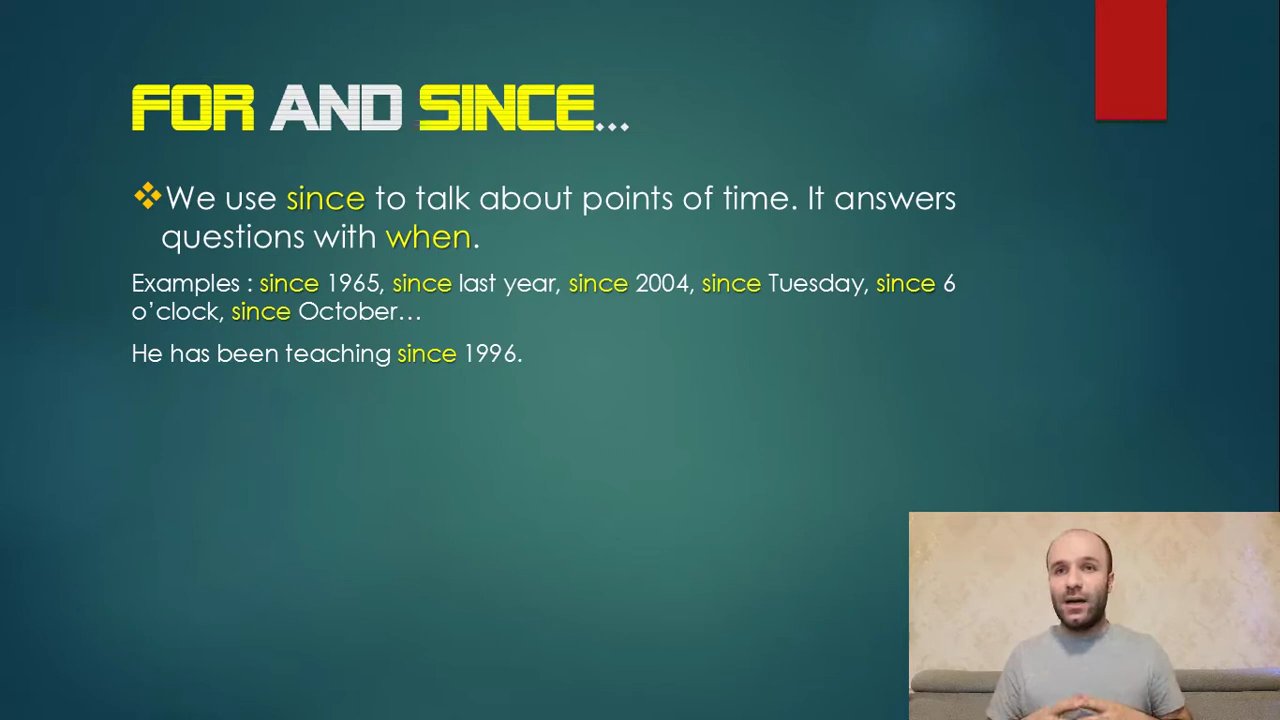 FOR AND SINCE...
We use since to talk about points of time. It answers
questions with when.
Examples : since 1965, since last year, since 2004, since Tuesday, since 6
o’clock, since October…
He has been teaching since 1996.